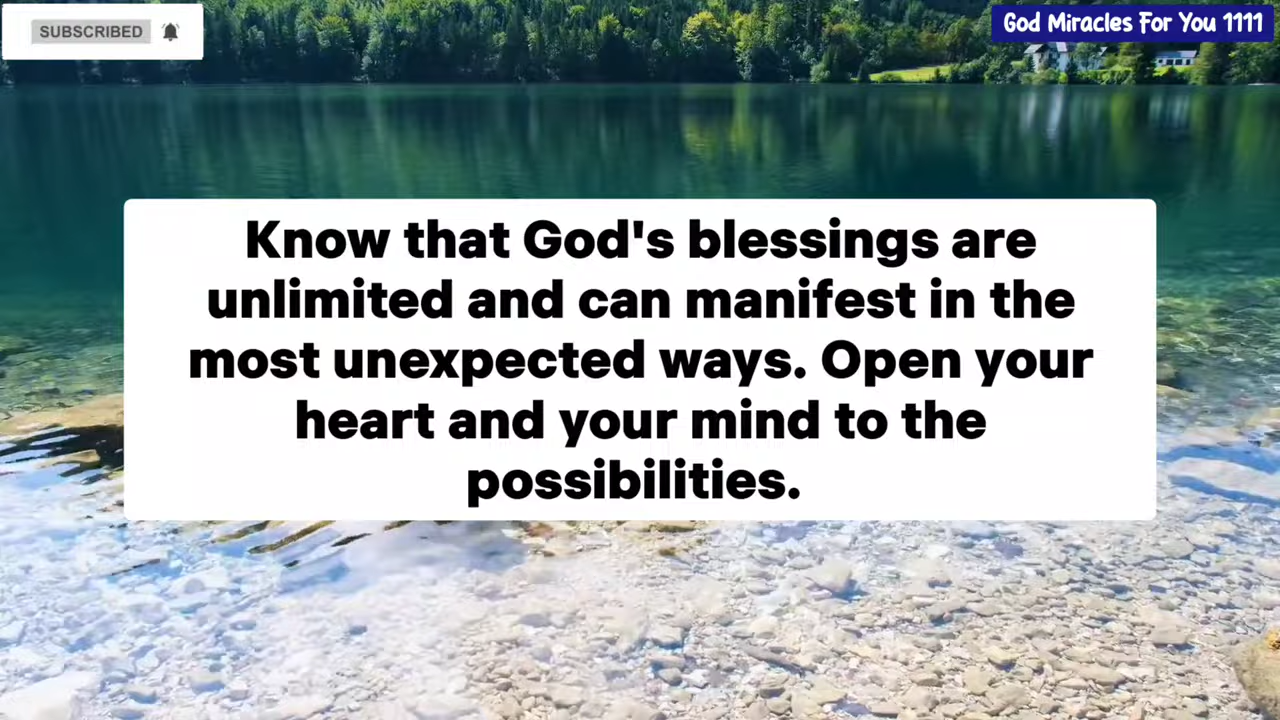 SUBSCRIBED
God Miracles For You 1111
Know that God's blessings are
unlimited and can manifest in the
most unexpected ways. Open your
heart and your mind to the
possibilities.